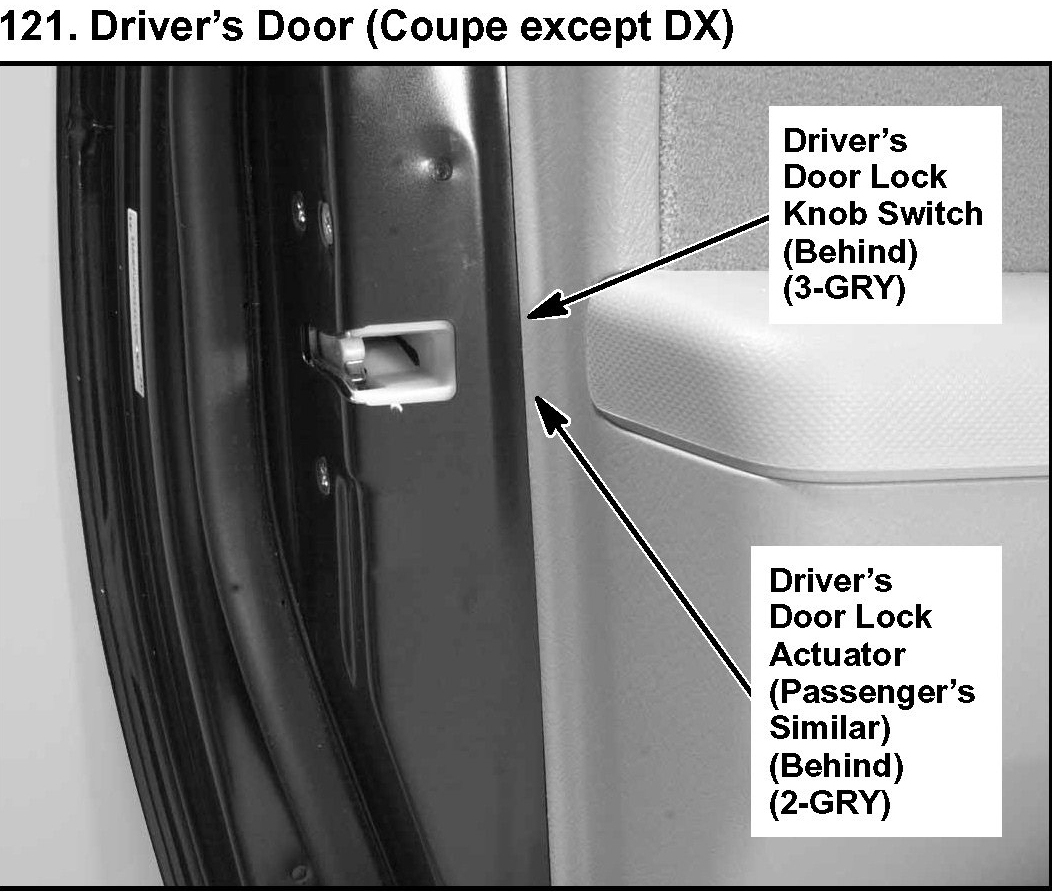 121. Driver’s Door (Coupe except DX)
Driver’s
Door Lock
Knob Switch
(Behind)
(3-GRY)
Driver’s
Door Lock
Actuator
(Passenger’s
Similar)
(Behind)
(2-GRY)